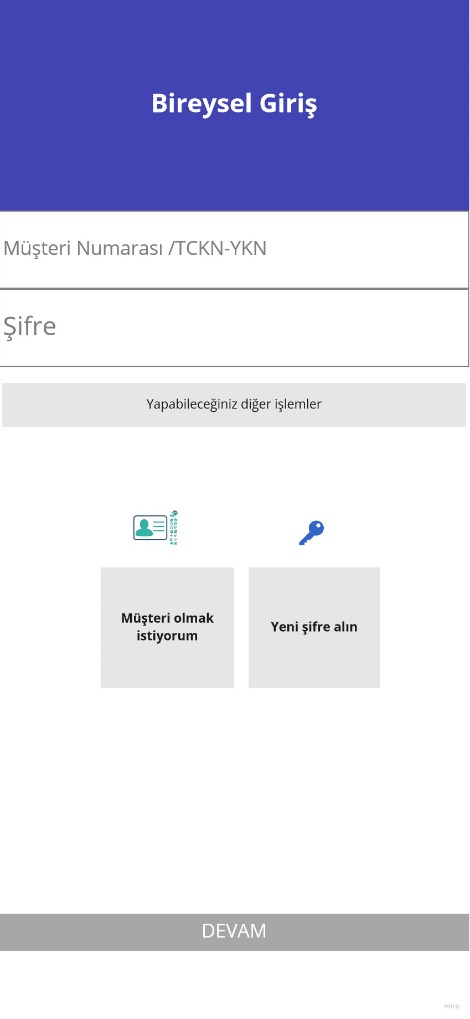 Bireysel Giriş
Müşteri Numarası /TCKN-YKN
Şifre
Yapabileceğiniz diğer işlemler
Müşteri olmak
istiyorum
Yeni şifre alın
DEVAM
miro